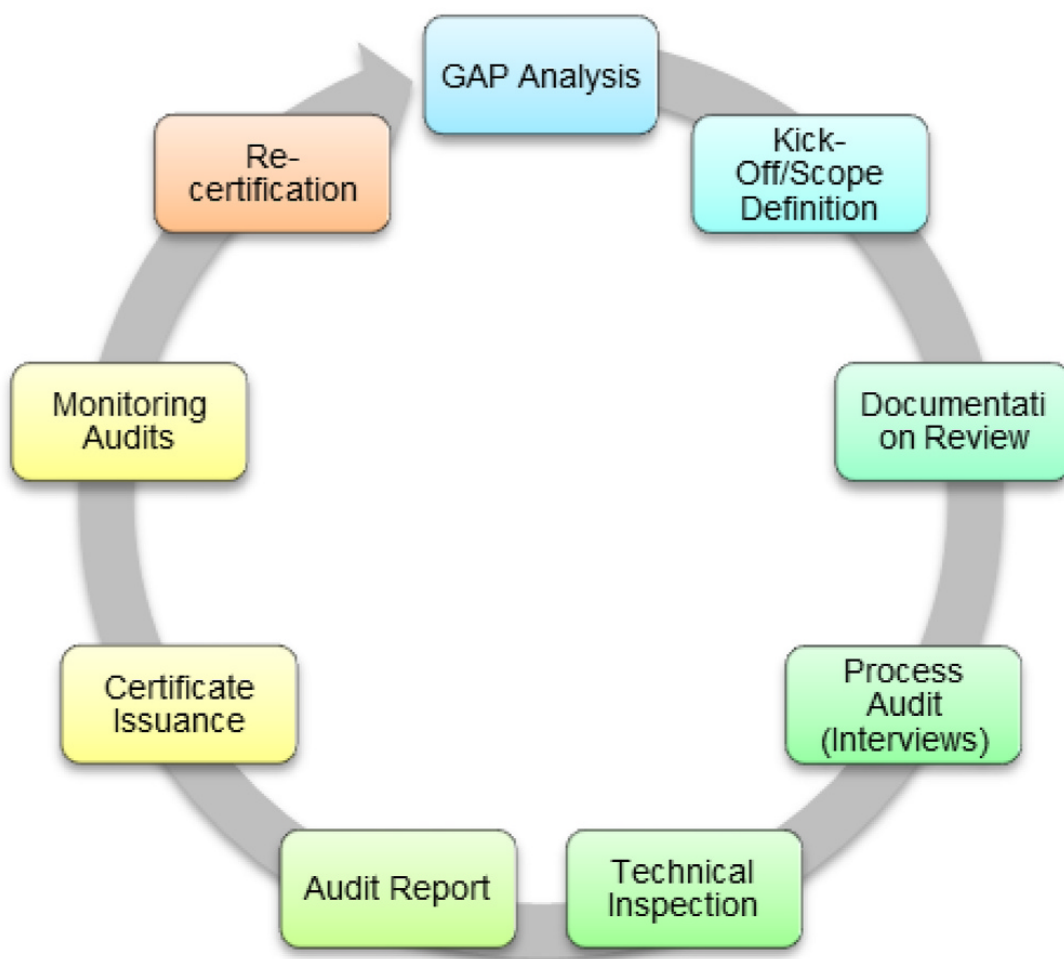 GAP Analysis
Kick-
Off/Scope
Definition
Documentati
on Review
Process
Audit
(Interviews)
Technical
Inspection
Audit Report
Certificate
Issuance
Monitoring
Audits
Re-
certification